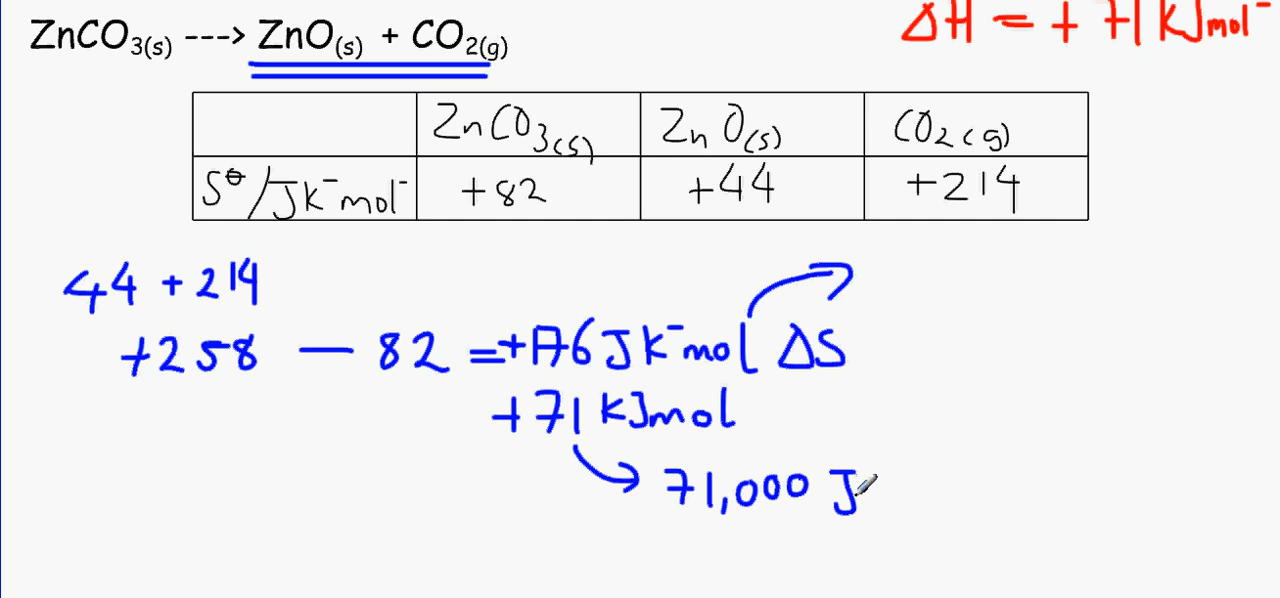 ZnCO3(s) ---> ZnO(s) + CO2(g)
ΔH = + 71 kJmol⁻
ZnCO3(s) ZnO(s) CO2(g)
S⦵/JK⁻mol⁻ +82 +44 +214
44 + 214
+258 — 82 = +176 JK⁻mol ΔS
+71 kJmol
71,000 J